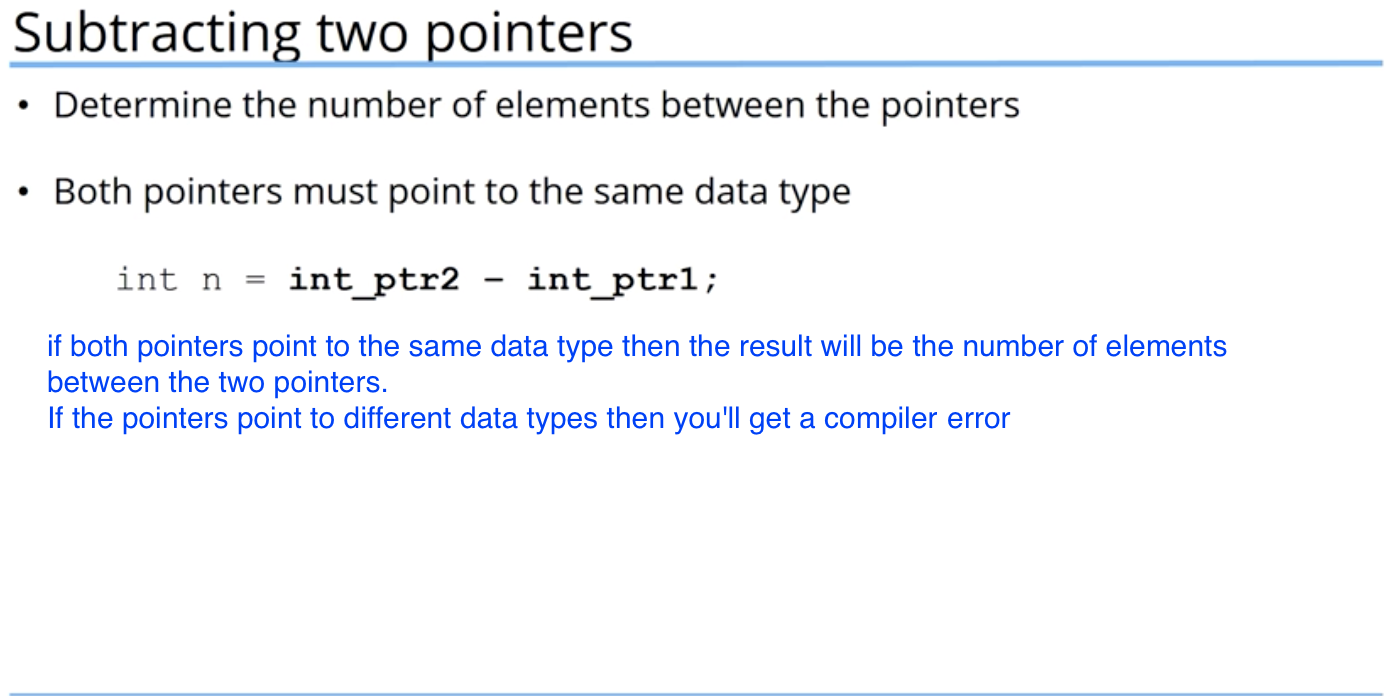 Subtracting two pointers
• Determine the number of elements between the pointers
• Both pointers must point to the same data type
int n = int_ptr2 – int_ptr1;
if both pointers point to the same data type then the result will be the number of elements
between the two pointers.
If the pointers point to different data types then you'll get a compiler error